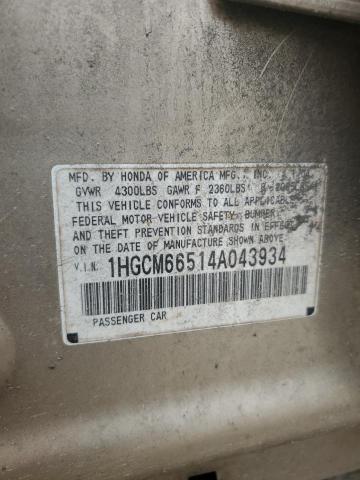 MFD. BY HONDA OF AMERICA MFG., INC.
GVWR 4300LBS GAWR F 2360LBS R
THIS VEHICLE CONFORMS TO ALL APPLICABLE
FEDERAL MOTOR VEHICLE SAFETY, BUMPER,
AND THEFT PREVENTION STANDARDS IN EFFECT
ON THE DATE OF MANUFACTURE SHOWN ABOVE.
V.I.N. 1HGCM66514A043934
PASSENGER CAR